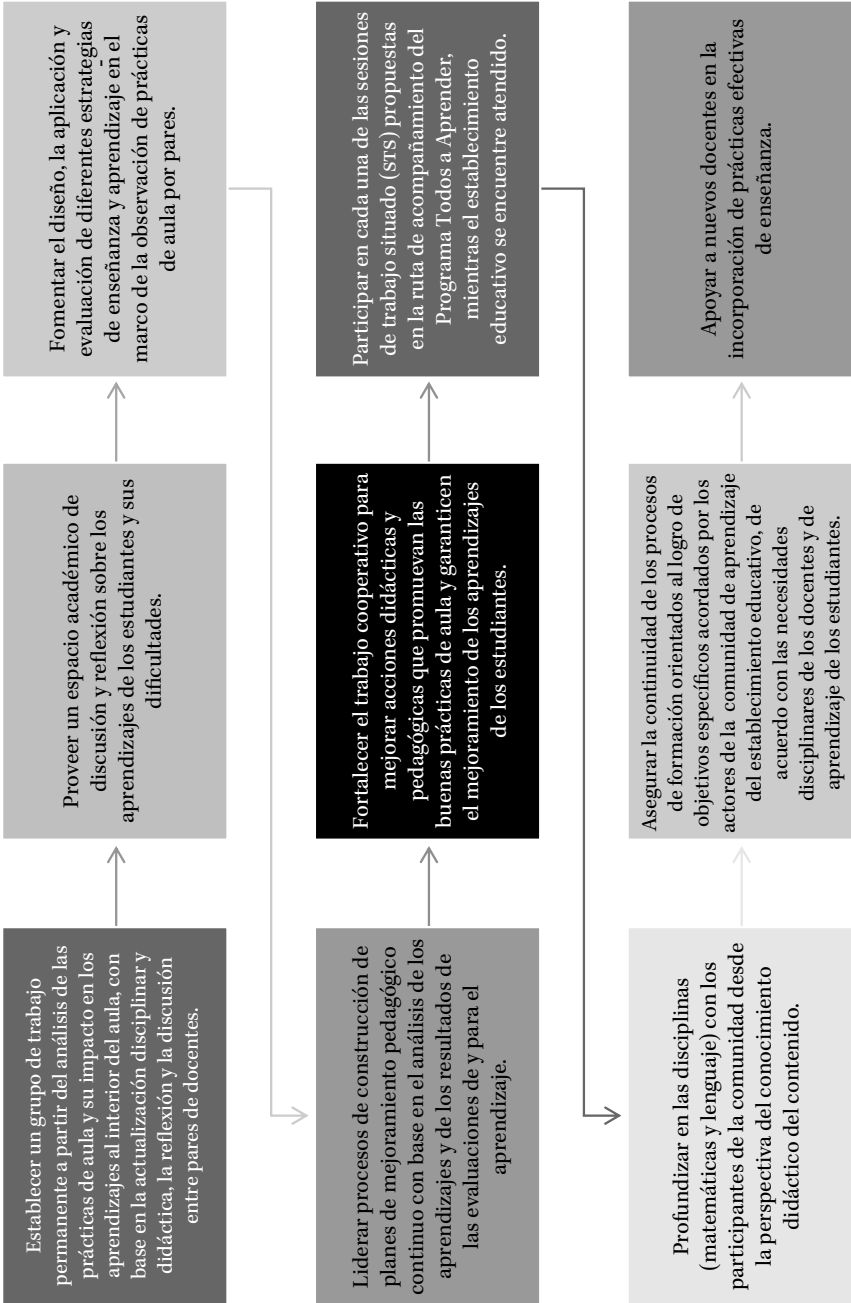 Establecer un grupo de trabajo
permanente a partir del análisis de las
prácticas de aula y su impacto en los
aprendizajes al interior del aula, con
base en la actualización disciplinar y
didáctica, la reflexión y la discusión
entre pares de docentes.
Proveer un espacio académico de
discusión y reflexión sobre los
aprendizajes de los estudiantes y sus
dificultades.
Fomentar el diseño, la aplicación y
evaluación de diferentes estrategias
de enseñanza y aprendizaje en el
marco de la observación de prácticas
de aula por pares.
Liderar procesos de construcción de
planes de mejoramiento pedagógico
continuo con base en el análisis de los
aprendizajes y de los resultados de
las evaluaciones de y para el
aprendizaje.
Fortalecer el trabajo cooperativo para
mejorar acciones didácticas y
pedagógicas que promuevan las
buenas prácticas de aula y garanticen
el mejoramiento de los aprendizajes
de los estudiantes.
Participar en cada una de las sesiones
de trabajo situado (STS) propuestas
en la ruta de acompañamiento del
Programa Todos a Aprender,
mientras el establecimiento
educativo se encuentre atendido.
Profundizar en las disciplinas
(matemáticas y lenguaje) con los
participantes de la comunidad desde
la perspectiva del conocimiento
didáctico del contenido.
Asegurar la continuidad de los procesos
de formación orientados al logro de
objetivos específicos acordados por los
actores de la comunidad de aprendizaje
del establecimiento educativo, de
acuerdo con las necesidades
disciplinares de los docentes y de
aprendizaje de los estudiantes.
Apoyar a nuevos docentes en la
incorporación de prácticas efectivas
de enseñanza.